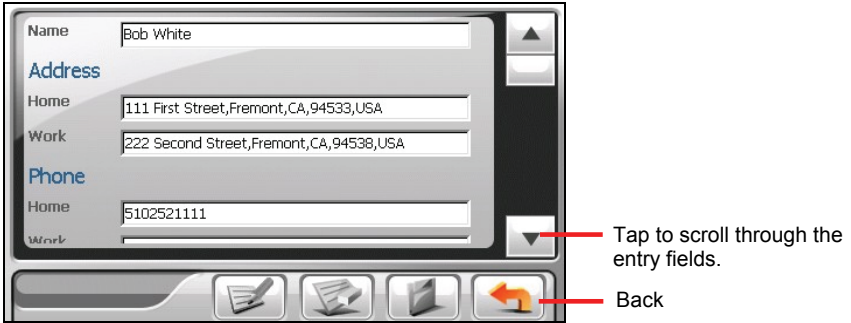 Name
Bob White
Address
Home
111 First Street,Fremont,CA,94533,USA
Work
222 Second Street,Fremont,CA,94538,USA
Phone
Home
5102521111
Work
Tap to scroll through the
entry fields.
Back